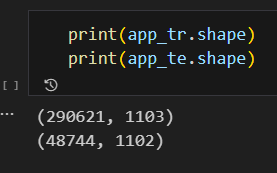 print(app_tr.shape)
print(app_te.shape)
[ ]
...
(290621, 1103)
(48744, 1102)